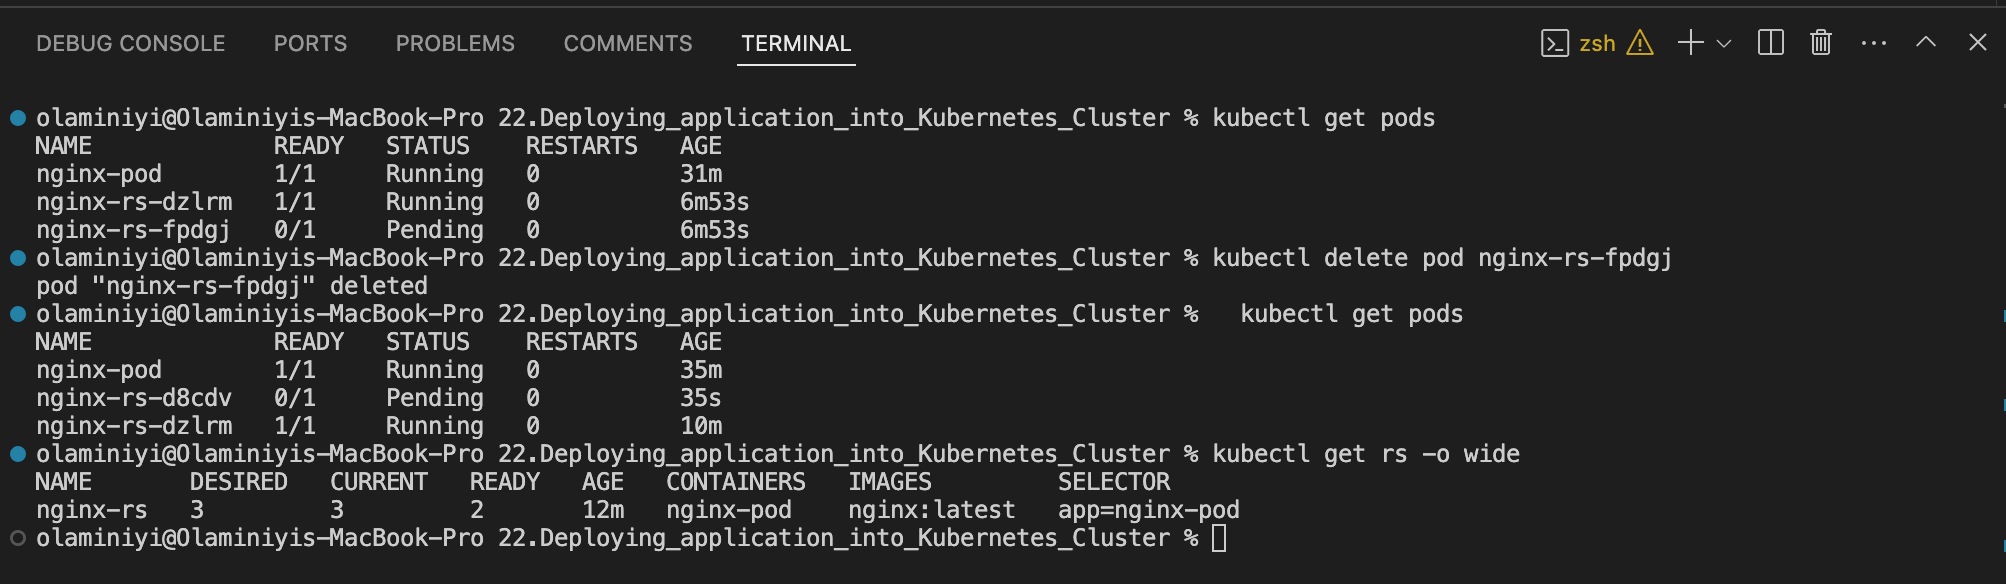 DEBUG CONSOLE PORTS PROBLEMS COMMENTS TERMINAL zsh
olaminiyi@Olaminiyis-MacBook-Pro 22.Deploying_application_into_Kubernetes_Cluster % kubectl get pods
NAME READY STATUS RESTARTS AGE
nginx-pod 1/1 Running 0 31m
nginx-rs-dzlrm 1/1 Running 0 6m53s
nginx-rs-fpdgj 0/1 Pending 0 6m53s
olaminiyi@Olaminiyis-MacBook-Pro 22.Deploying_application_into_Kubernetes_Cluster % kubectl delete pod nginx-rs-fpdgj
pod "nginx-rs-fpdgj" deleted
olaminiyi@Olaminiyis-MacBook-Pro 22.Deploying_application_into_Kubernetes_Cluster % kubectl get pods
NAME READY STATUS RESTARTS AGE
nginx-pod 1/1 Running 0 35m
nginx-rs-d8cdv 0/1 Pending 0 35s
nginx-rs-dzlrm 1/1 Running 0 10m
olaminiyi@Olaminiyis-MacBook-Pro 22.Deploying_application_into_Kubernetes_Cluster % kubectl get rs -o wide
NAME DESIRED CURRENT READY AGE CONTAINERS IMAGES SELECTOR
nginx-rs 3 3 2 12m nginx-pod nginx:latest app=nginx-pod
olaminiyi@Olaminiyis-MacBook-Pro 22.Deploying_application_into_Kubernetes_Cluster %